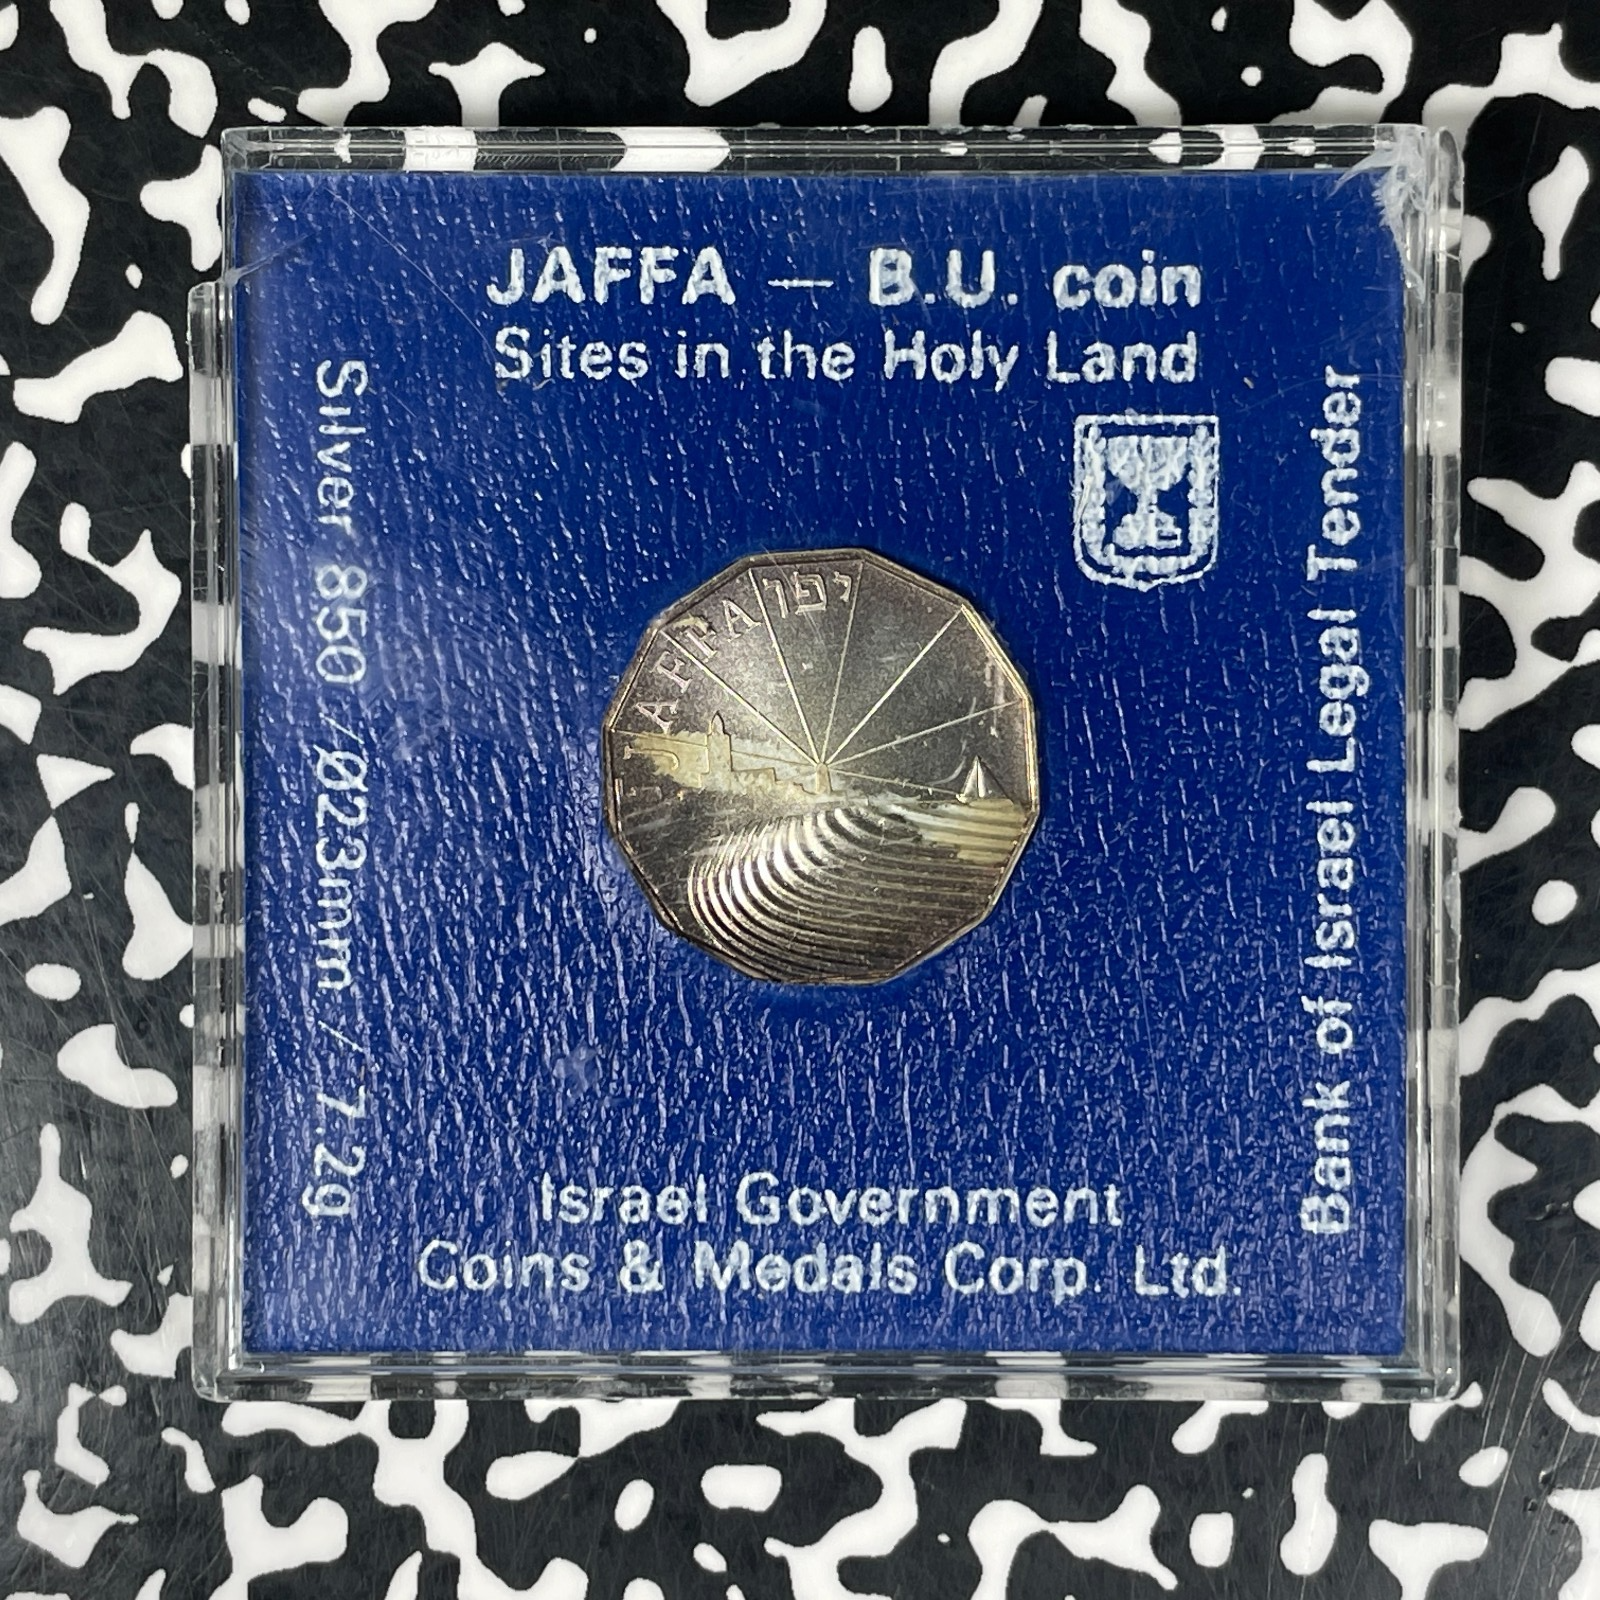 JAFFA — B.U. coin
Sites in the Holy Land
Silver 850 / Ø23mm / 7.2g
Bank of Israel Legal Tender
JAFFA יפו
Israel Government
Coins & Medals Corp. Ltd.